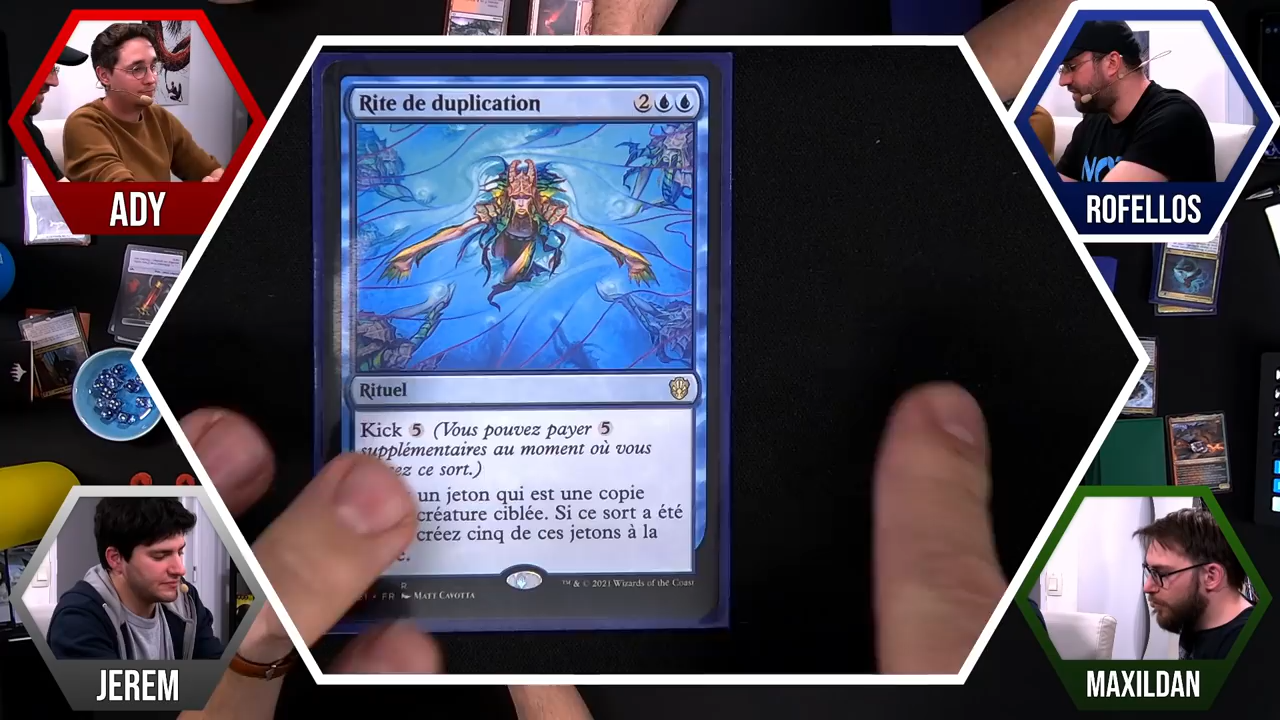 Rite de duplication
2
Rituel
Kick 5 (Vous pouvez payer 5
supplémentaires au moment où vous
ce sort.)
un jeton qui est une copie
créature ciblée. Si ce sort a été
créez cinq de ces jetons à la
R
FR MATT CAVOTTA
™ & © 2021 Wizards of the Coast
ADY
ROFELLOS
JEREM
MAXILDAN